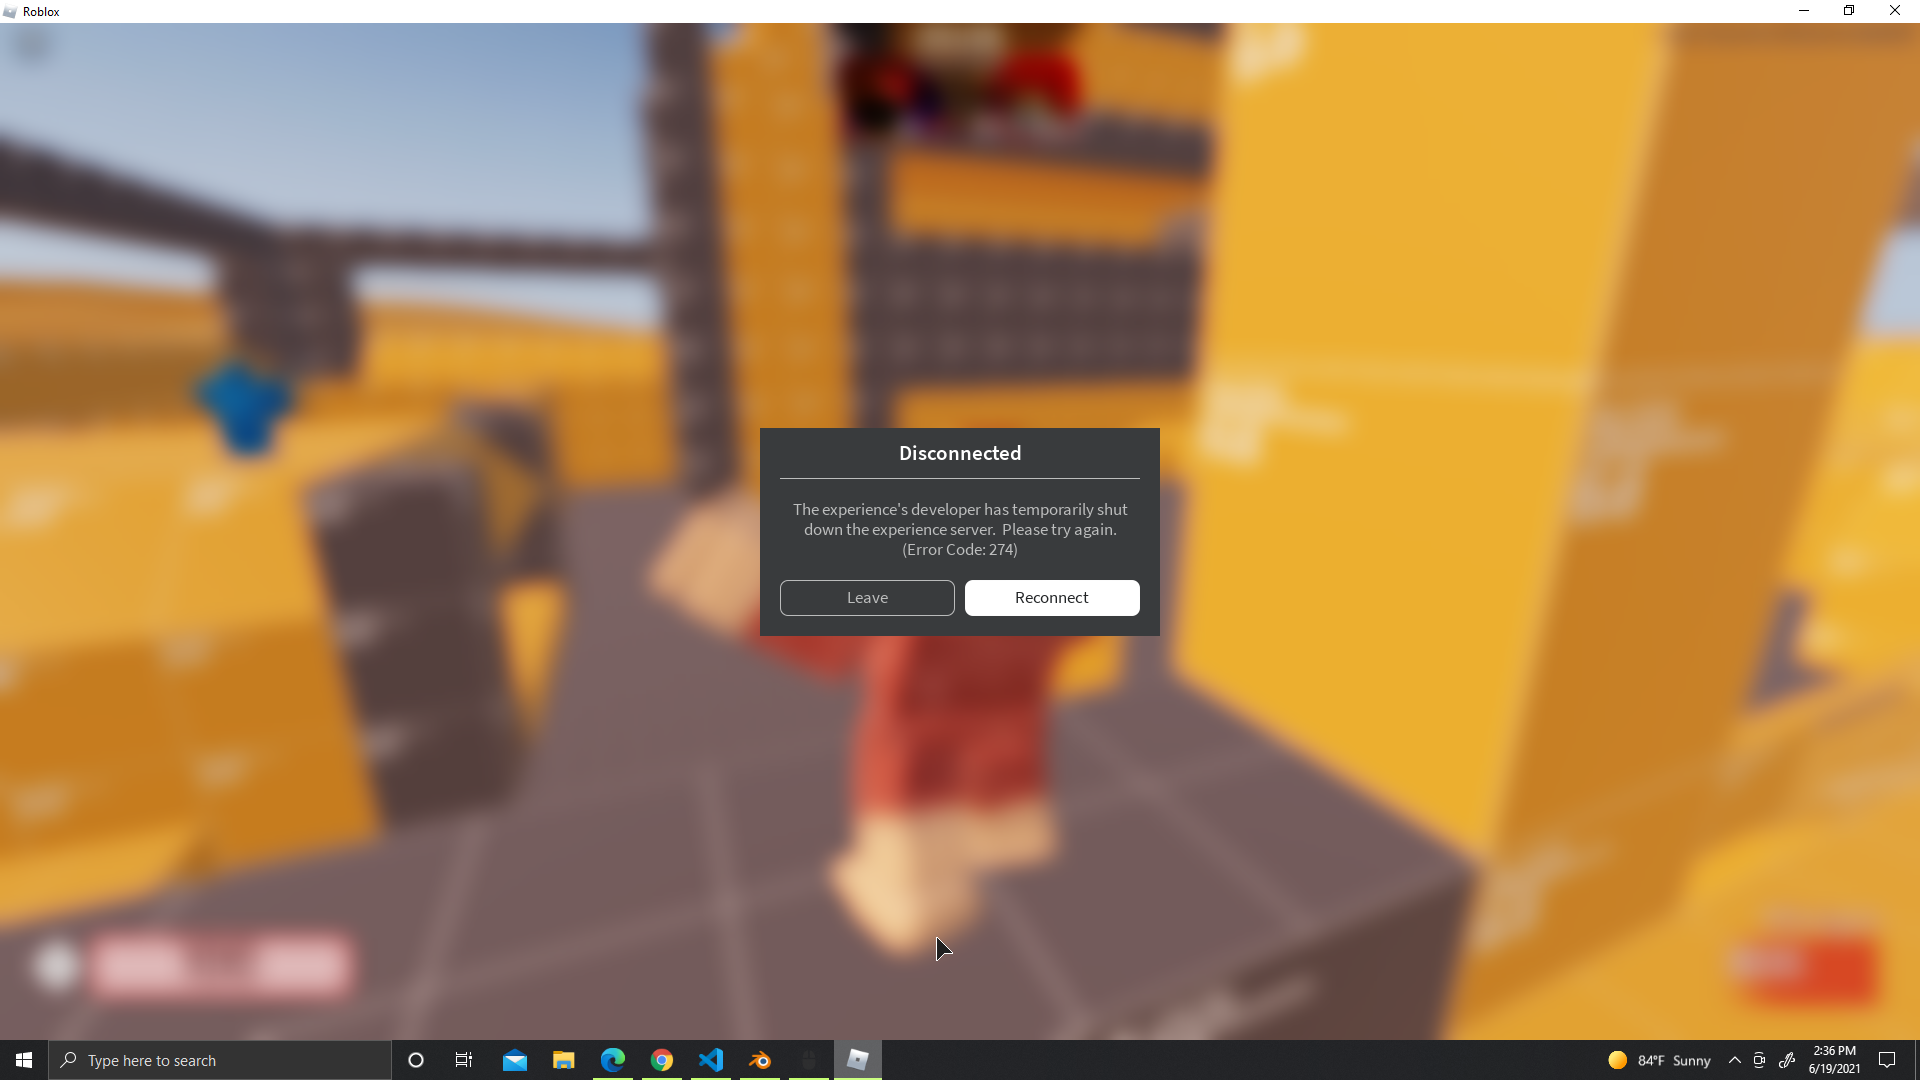 Roblox
Disconnected
The experience's developer has temporarily shut
down the experience server.  Please try again.
(Error Code: 274)
Leave
Reconnect
Type here to search
84°F Sunny
2:36 PM
6/19/2021